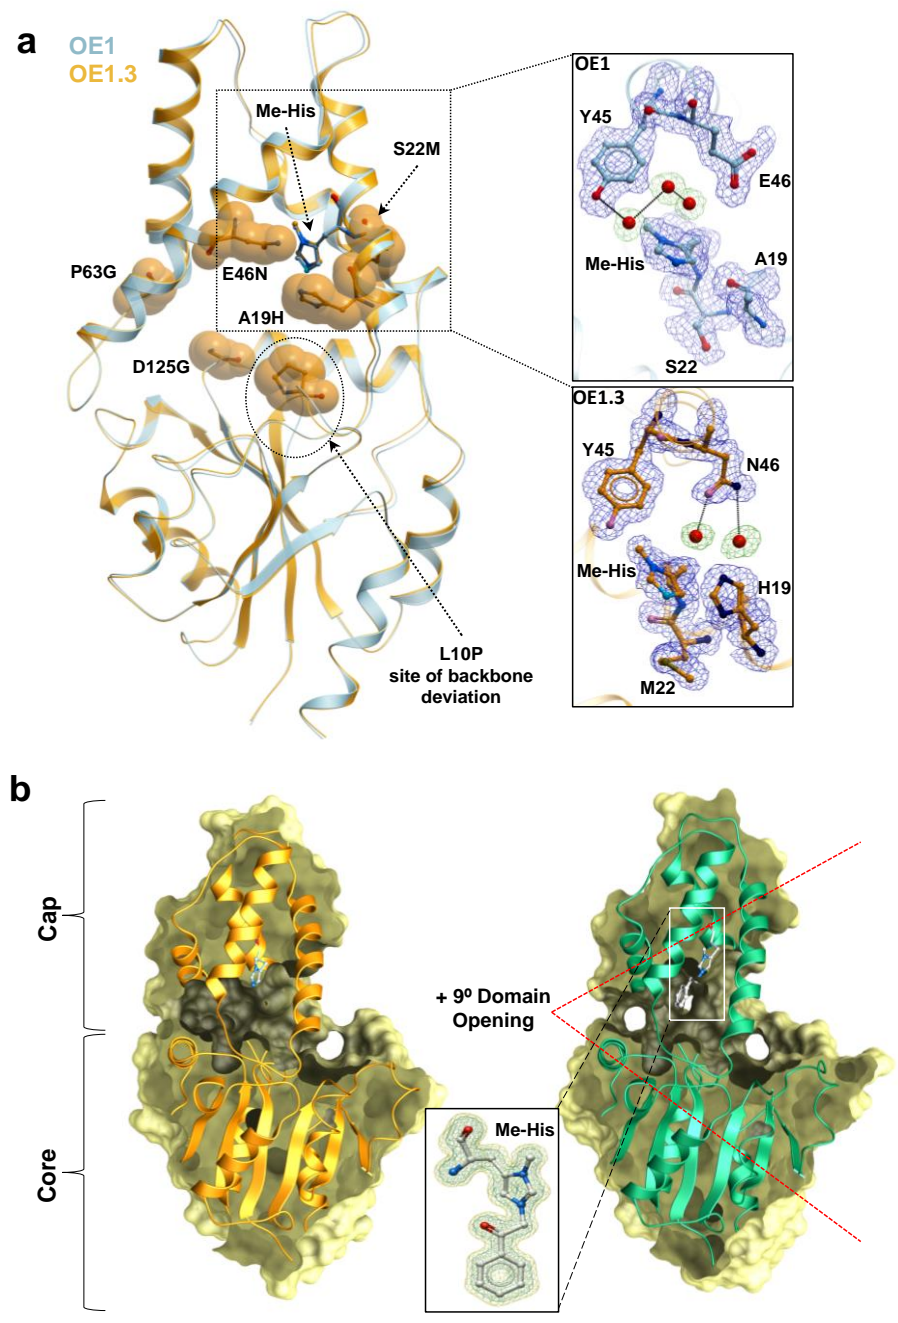 a
OE1
OE1.3
Me-His
S22M
P63G
E46N
A19H
D125G
L10P
site of backbone
deviation
OE1
Y45
E46
Me-His
A19
S22
OE1.3
Y45
N46
Me-His
H19
M22
b
Cap
Core
+ 9º Domain
Opening
Me-His